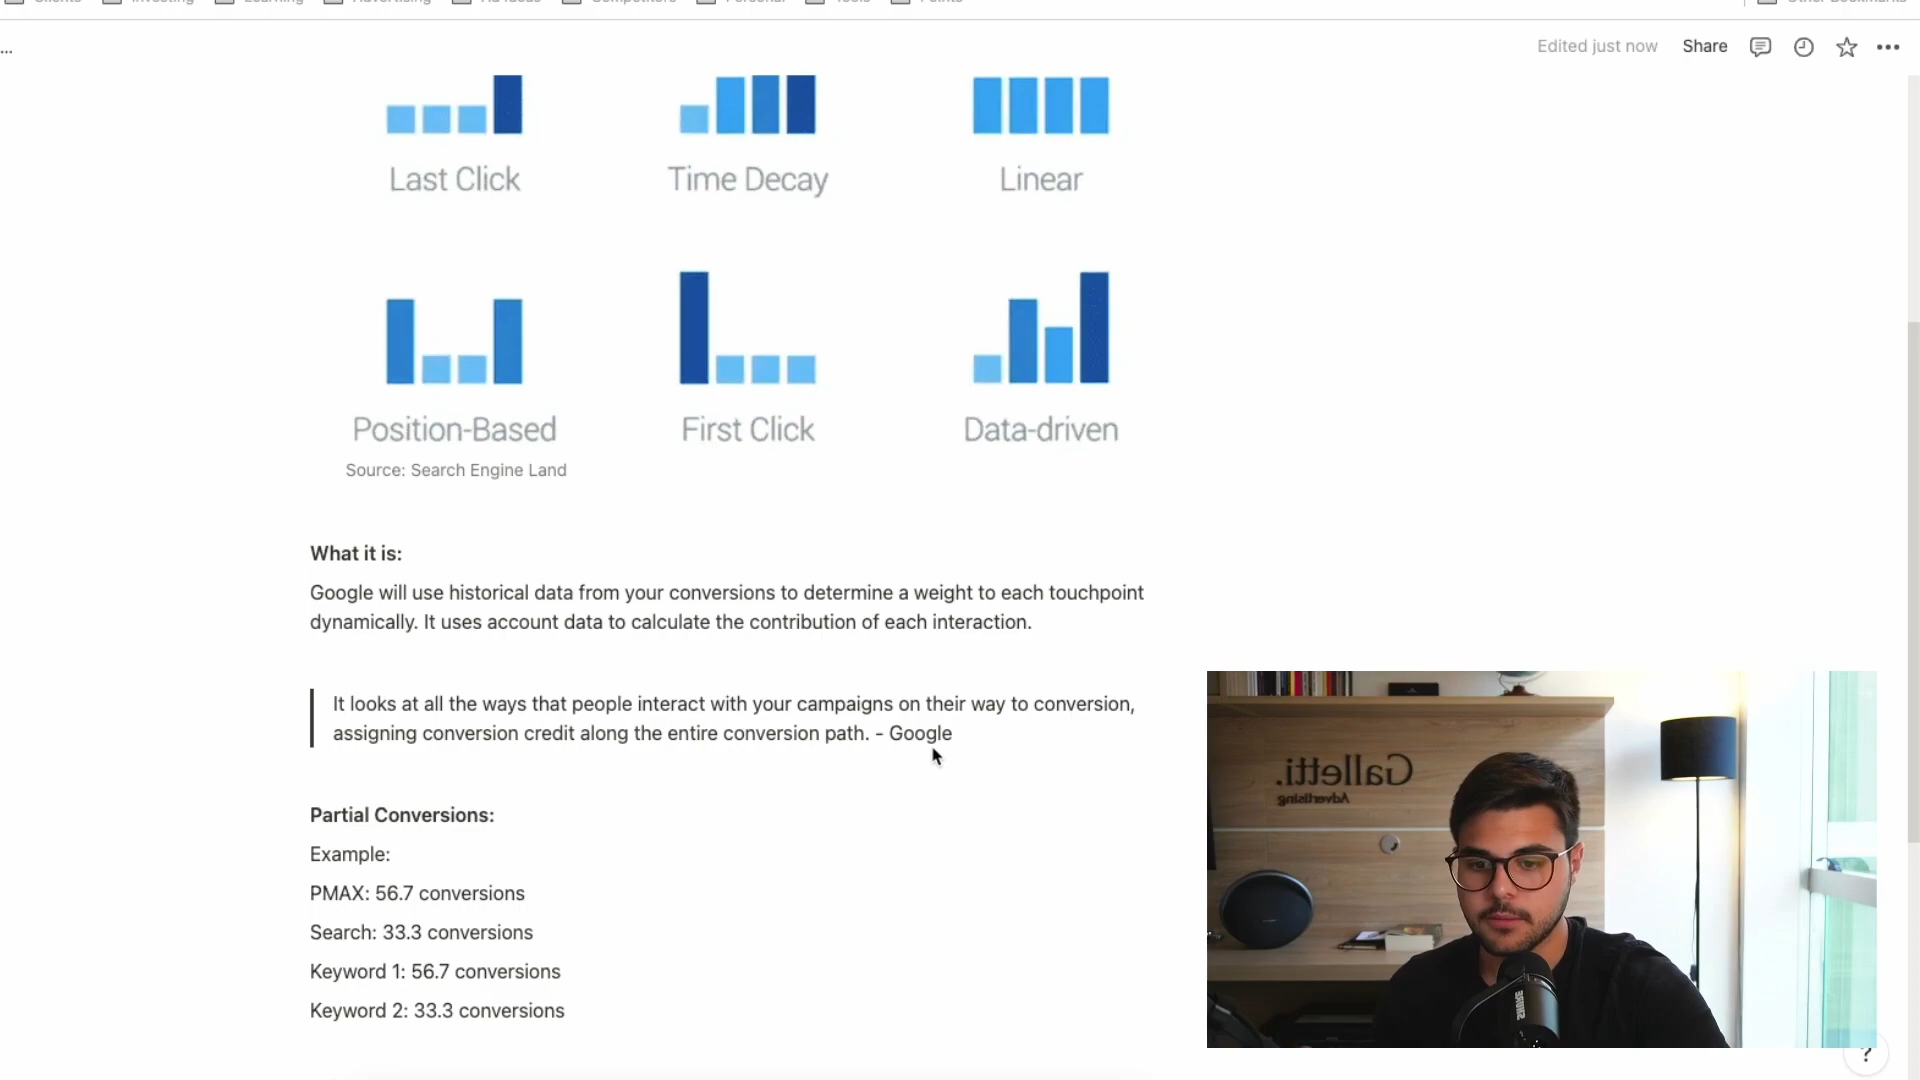 ...
Edited just now Share
Last Click Time Decay Linear
Position-Based First Click Data-driven
Source: Search Engine Land
What it is:
Google will use historical data from your conversions to determine a weight to each touchpoint
dynamically. It uses account data to calculate the contribution of each interaction.
It looks at all the ways that people interact with your campaigns on their way to conversion,
assigning conversion credit along the entire conversion path. - Google
Partial Conversions:
Example:
PMAX: 56.7 conversions
Search: 33.3 conversions
Keyword 1: 56.7 conversions
Keyword 2: 33.3 conversions
Galletti.
Advertising
SHURE
?